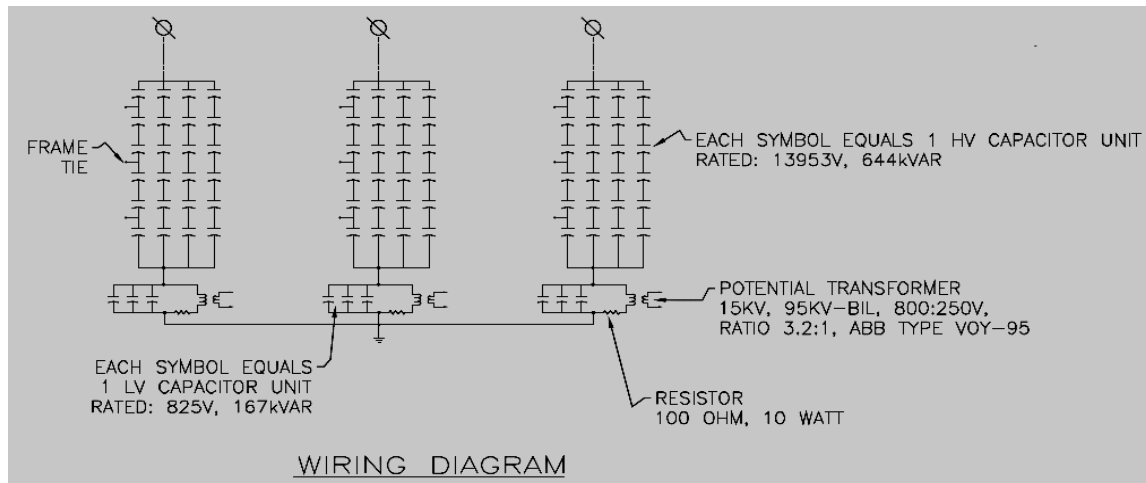 FRAME
TIE
EACH SYMBOL EQUALS 1 HV CAPACITOR UNIT
RATED: 13953V, 644kVAR
POTENTIAL TRANSFORMER
15KV, 95KV-BIL, 800:250V,
RATIO 3.2:1, ABB TYPE VOY-95
EACH SYMBOL EQUALS
1 LV CAPACITOR UNIT
RATED: 825V, 167kVAR
RESISTOR
100 OHM, 10 WATT
WIRING DIAGRAM